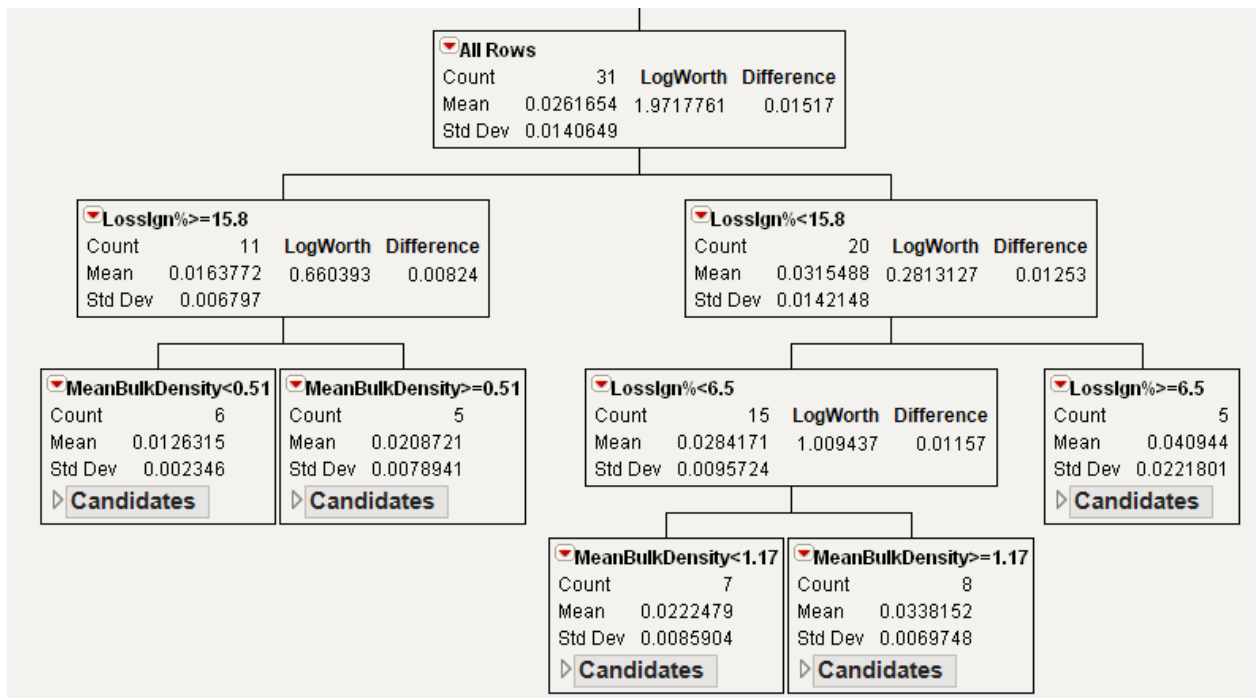 All Rows
Count 31 LogWorth Difference
Mean 0.0261654 1.9717761 0.01517
Std Dev 0.0140649
LossIgn%>=15.8
Count 11 LogWorth Difference
Mean 0.0163772 0.660393 0.00824
Std Dev 0.006797
LossIgn%<15.8
Count 20 LogWorth Difference
Mean 0.0315488 0.2813127 0.01253
Std Dev 0.0142148
MeanBulkDensity<0.51
Count 6
Mean 0.0126315
Std Dev 0.002346
Candidates
MeanBulkDensity>=0.51
Count 5
Mean 0.0208721
Std Dev 0.0078941
Candidates
LossIgn%<6.5
Count 15 LogWorth Difference
Mean 0.0284171 1.009437 0.01157
Std Dev 0.0095724
LossIgn%>=6.5
Count 5
Mean 0.040944
Std Dev 0.0221801
Candidates
MeanBulkDensity<1.17
Count 7
Mean 0.0222479
Std Dev 0.0085904
Candidates
MeanBulkDensity>=1.17
Count 8
Mean 0.0338152
Std Dev 0.0069748
Candidates